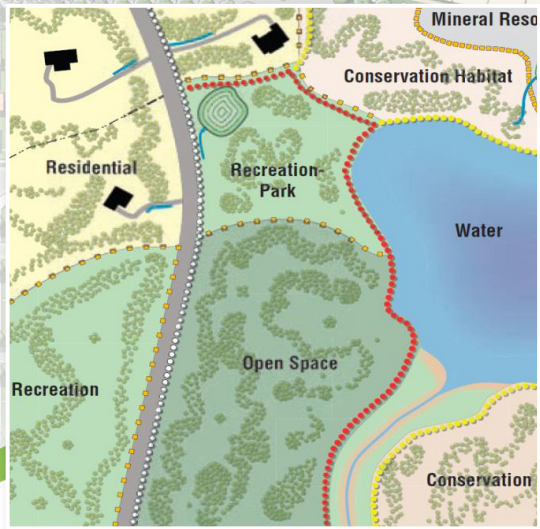 Mineral Reso
Conservation Habitat
Residential
Recreation-
Park
Water
Open Space
Recreation
Conservation